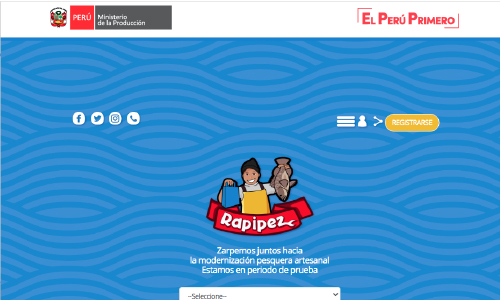 PERÚ
Ministerio
de la Producción
EL PERÚ PRIMERO
REGISTRARSE
Rapipez
Zarpemos juntos hacia
la modernización pesquera artesanal
Estamos en periodo de prueba
--Seleccione--